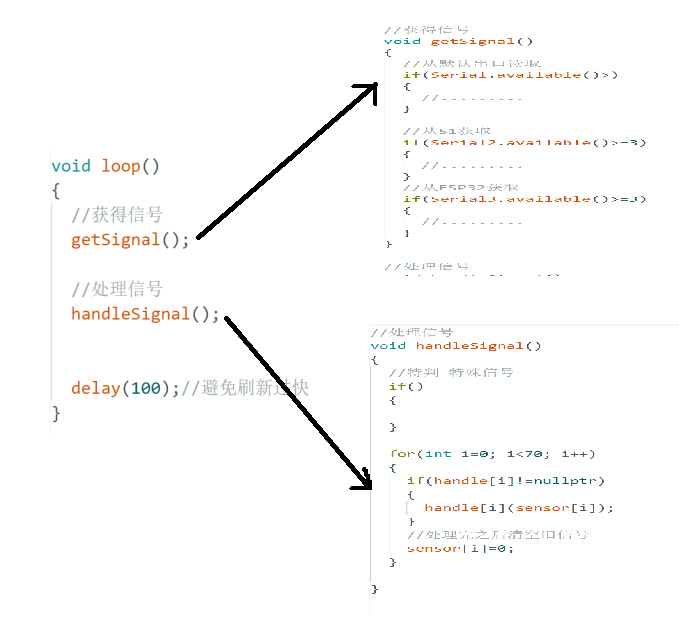 void loop()
{
//获得信号
getSignal();
//处理信号
handleSignal();
delay(100);//避免刷新过快
}
//获得信号
void getSignal()
{
//从默认出口读取
if(Serial.available()>)
{
//---------
}
//从si获取
if(Serial2.available()>=3)
{
//---------
}
//从ESP32获取
if(Serial3.available()>=3)
{
//---------
}
}
//处理信号
//处理信号
void handleSignal()
{
//特判 特殊信号
if()
{
}
for(int i=0; i<70; i++)
{
if(handle[i]!=nullptr)
{
handle[i](sensor[i]);
}
//处理完之后清空旧信号
sensor[i]=0;
}
}